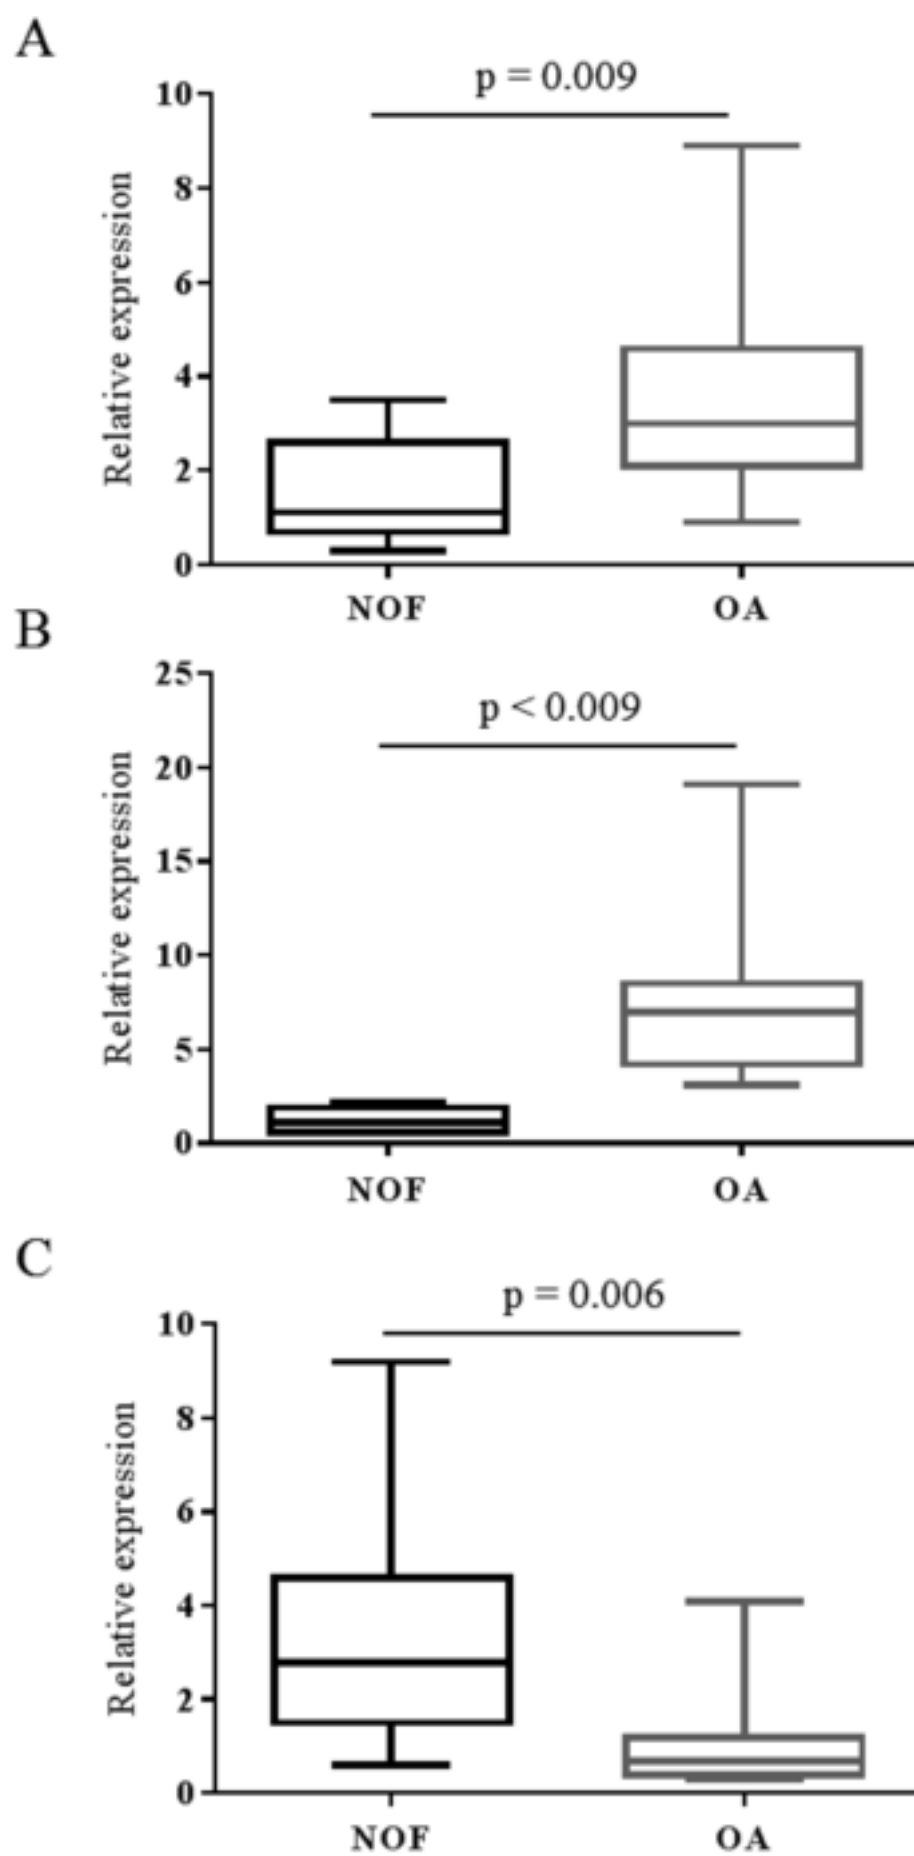 A
p = 0.009
Relative expression
10
8
6
4
2
0
NOF OA
B
p < 0.009
Relative expression
25
20
15
10
5
0
NOF OA
C
p = 0.006
Relative expression
10
8
6
4
2
0
NOF OA